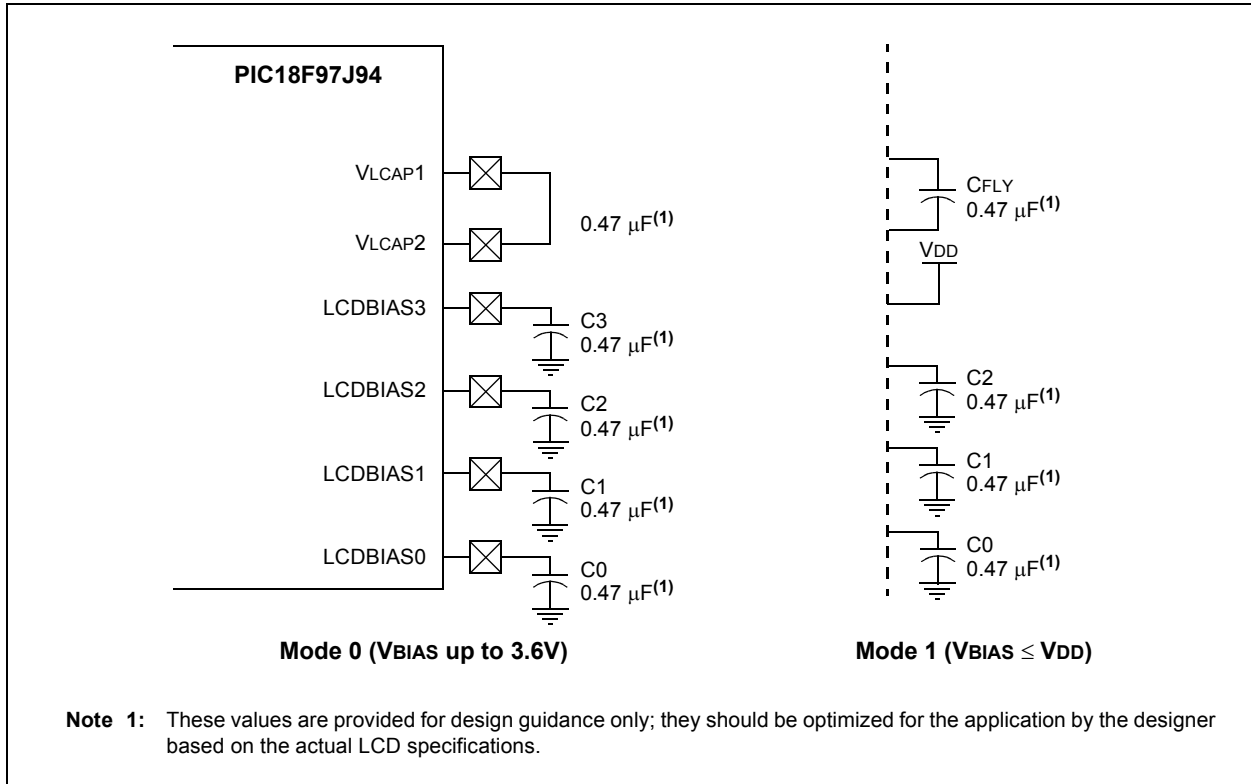 PIC18F97J94
VLCAP1
0.47 μF(1)
VLCAP2
LCDBIAS3
C3
0.47 μF(1)
LCDBIAS2
C2
0.47 μF(1)
LCDBIAS1
C1
0.47 μF(1)
LCDBIAS0
C0
0.47 μF(1)
Mode 0 (VBIAS up to 3.6V)
CFLY
0.47 μF(1)
VDD
C2
0.47 μF(1)
C1
0.47 μF(1)
C0
0.47 μF(1)
Mode 1 (VBIAS ≤ VDD)
Note 1: These values are provided for design guidance only; they should be optimized for the application by the designer
based on the actual LCD specifications.